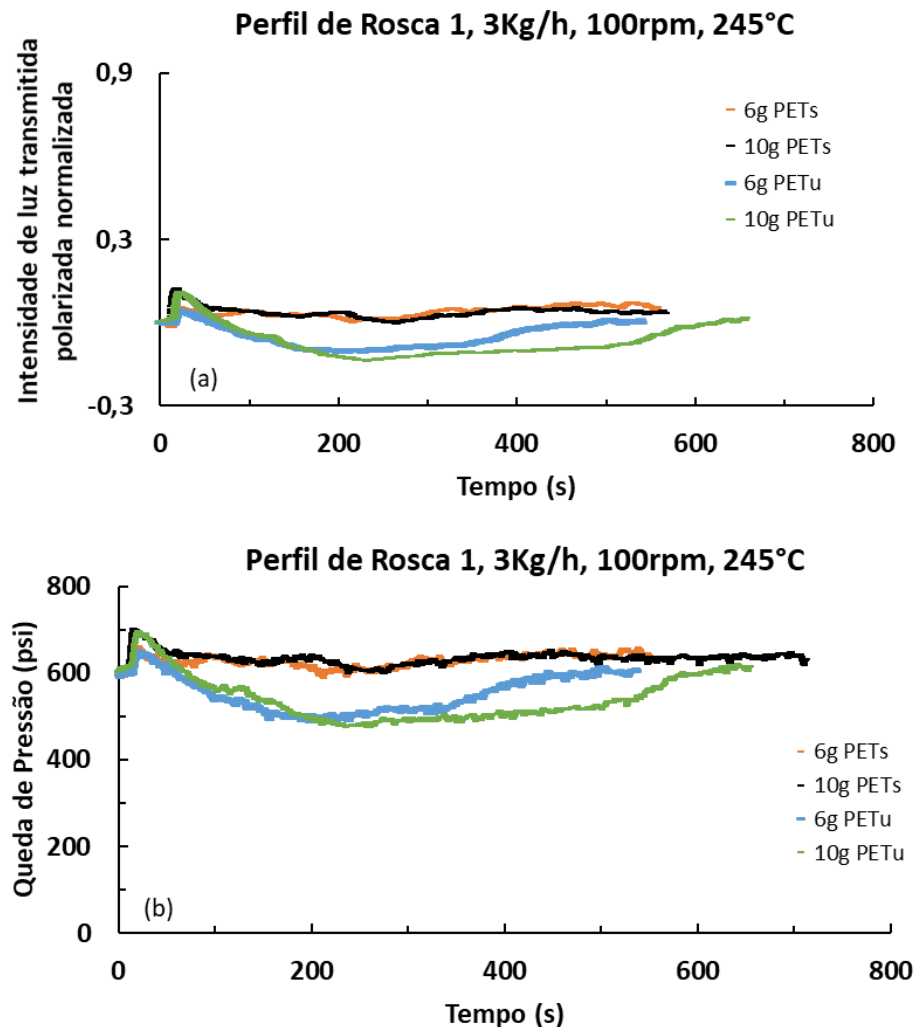 Perfil de Rosca 1, 3Kg/h, 100rpm, 245°C
Intensidade de luz transmitida
polarizada normalizada
0,9
0,3
-0,3
6g PETs
10g PETs
6g PETu
10g PETu
(a)
0
200
400
600
800
Tempo (s)
Perfil de Rosca 1, 3Kg/h, 100rpm, 245°C
Queda de Pressão (psi)
800
600
400
200
0
6g PETs
10g PETs
6g PETu
10g PETu
(b)
0
200
400
600
800
Tempo (s)